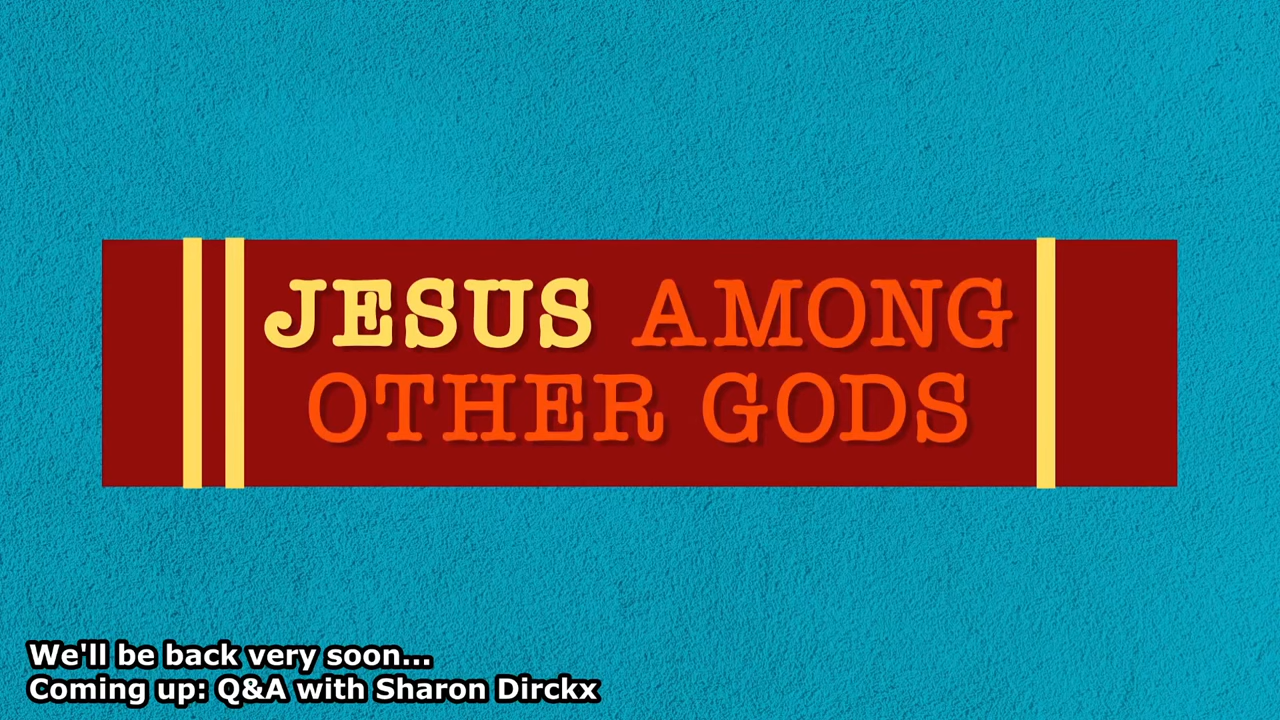 JESUS AMONG
OTHER GODS
We'll be back very soon...
Coming up: Q&A with Sharon Dirckx